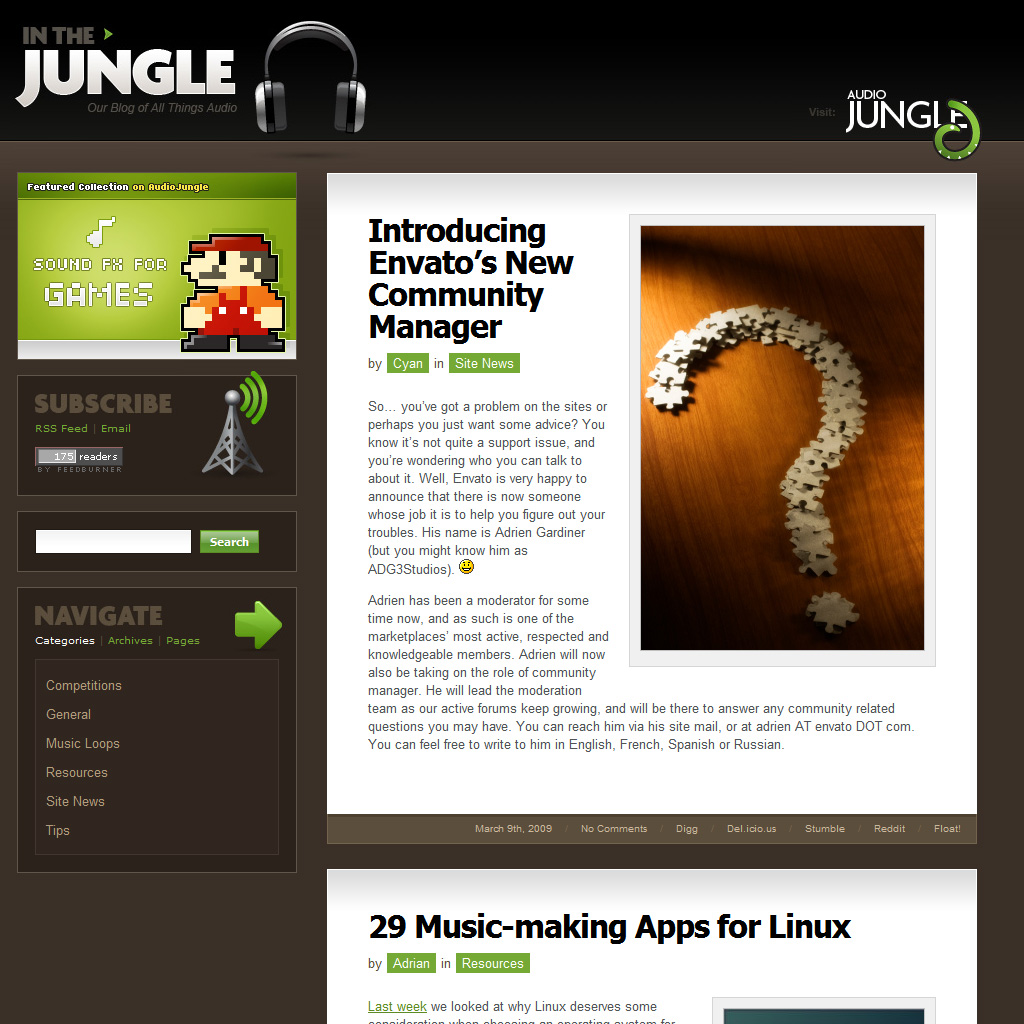 IN THE
JUNGLE
Our Blog of All Things Audio
Visit:
AUDIO
JUNGLE
Featured Collection on AudioJungle
SOUND FX FOR
GAMES
SUBSCRIBE
RSS Feed | Email
175 readers
BY FEEDBURNER
Search
NAVIGATE
Categories | Archives | Pages
Competitions
General
Music Loops
Resources
Site News
Tips
Introducing
Envato’s New
Community
Manager
by Cyan in Site News
So… you’ve got a problem on the sites or
perhaps you just want some advice? You
know it’s not quite a support issue, and
you’re wondering who you can talk to
about it. Well, Envato is very happy to
announce that there is now someone
whose job it is to help you figure out your
troubles. His name is Adrien Gardiner
(but you might know him as
ADG3Studios).
Adrien has been a moderator for some
time now, and as such is one of the
marketplaces’ most active, respected and
knowledgeable members. Adrien will now
also be taking on the role of community
manager. He will lead the moderation
team as our active forums keep growing, and will be there to answer any community related
questions you may have. You can reach him via his site mail, or at adrien AT envato DOT com.
You can feel free to write to him in English, French, Spanish or Russian.
March 9th, 2009 / No Comments / Digg / Del.icio.us / Stumble / Reddit / Float!
29 Music-making Apps for Linux
by Adrian in Resources
Last week we looked at why Linux deserves some
consideration when choosing an operating system for